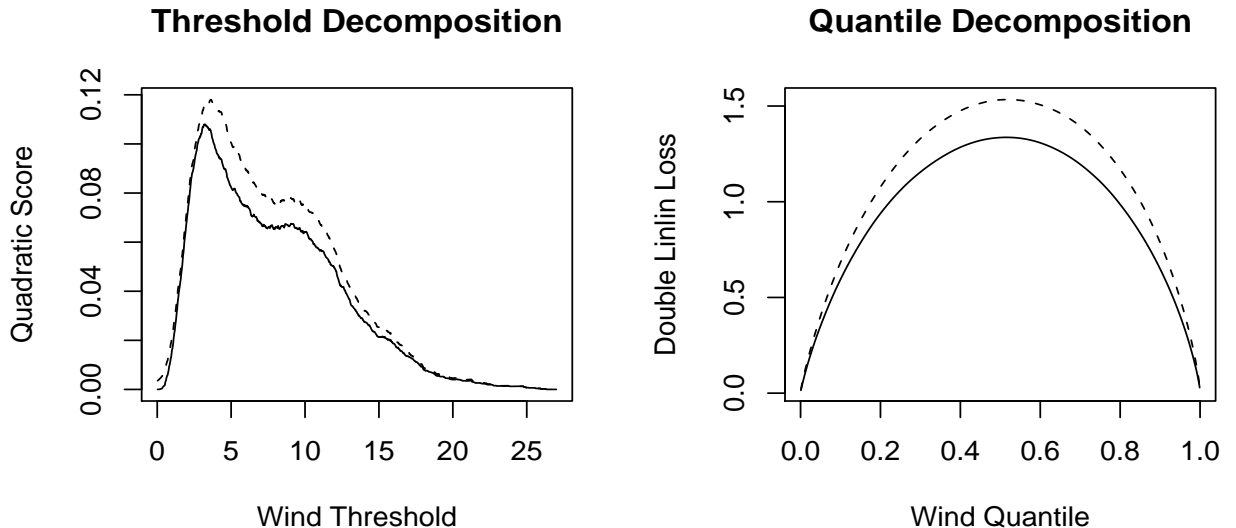 Threshold Decomposition
Quadratic Score
0.12
0.08
0.04
0.00
0 5 10 15 20 25
Wind Threshold
Quantile Decomposition
Double Linlin Loss
1.5
1.0
0.5
0.0
0.0 0.2 0.4 0.6 0.8 1.0
Wind Quantile